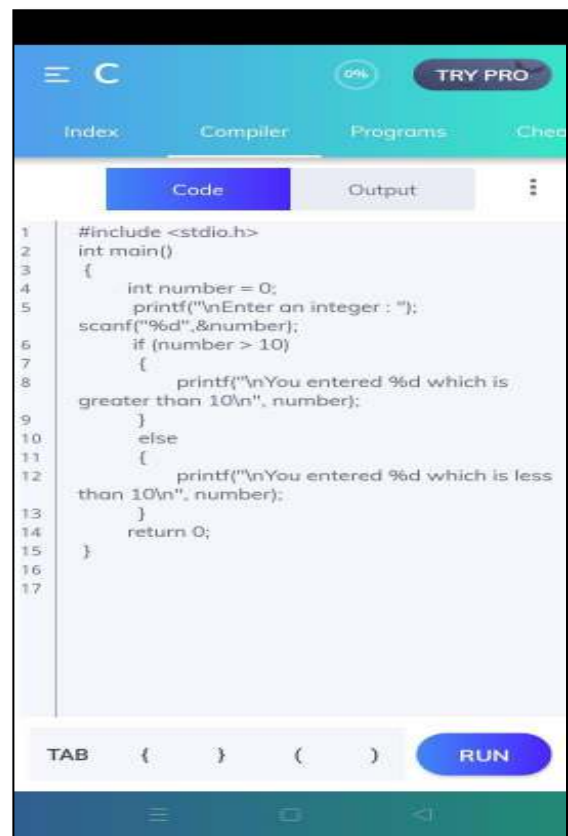 C 0% TRY PRO
Index Compiler Programs Chec
Code Output
1 #include <stdio.h>
2 int main()
3 {
4 int number = 0;
5 printf("\nEnter an integer : ");
scanf("%d",&number);
6 if (number > 10)
7 {
8 printf("\nYou entered %d which is
greater than 10\n", number);
9 }
10 else
11 {
12 printf("\nYou entered %d which is less
than 10\n", number);
13 }
14 return 0;
15 }
16
17
TAB { } ( ) RUN